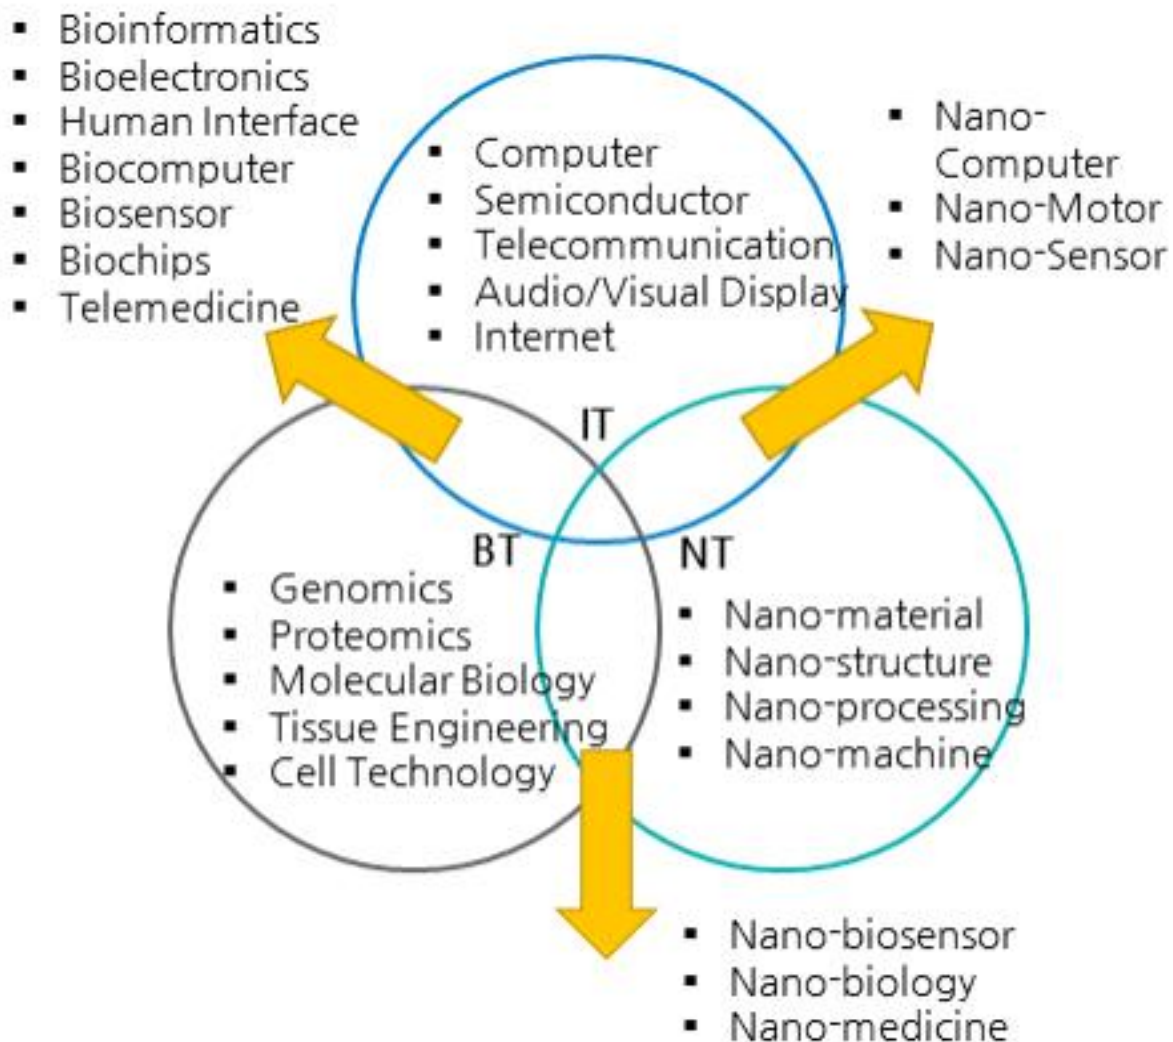 ▪ Bioinformatics
▪ Bioelectronics
▪ Human Interface
▪ Biocomputer
▪ Biosensor
▪ Biochips
▪ Telemedicine
▪ Computer
▪ Semiconductor
▪ Telecommunication
▪ Audio/Visual Display
▪ Internet
▪ Nano-
Computer
▪ Nano-Motor
▪ Nano-Sensor
IT
BT
NT
▪ Genomics
▪ Proteomics
▪ Molecular Biology
▪ Tissue Engineering
▪ Cell Technology
▪ Nano-material
▪ Nano-structure
▪ Nano-processing
▪ Nano-machine
▪ Nano-biosensor
▪ Nano-biology
▪ Nano-medicine